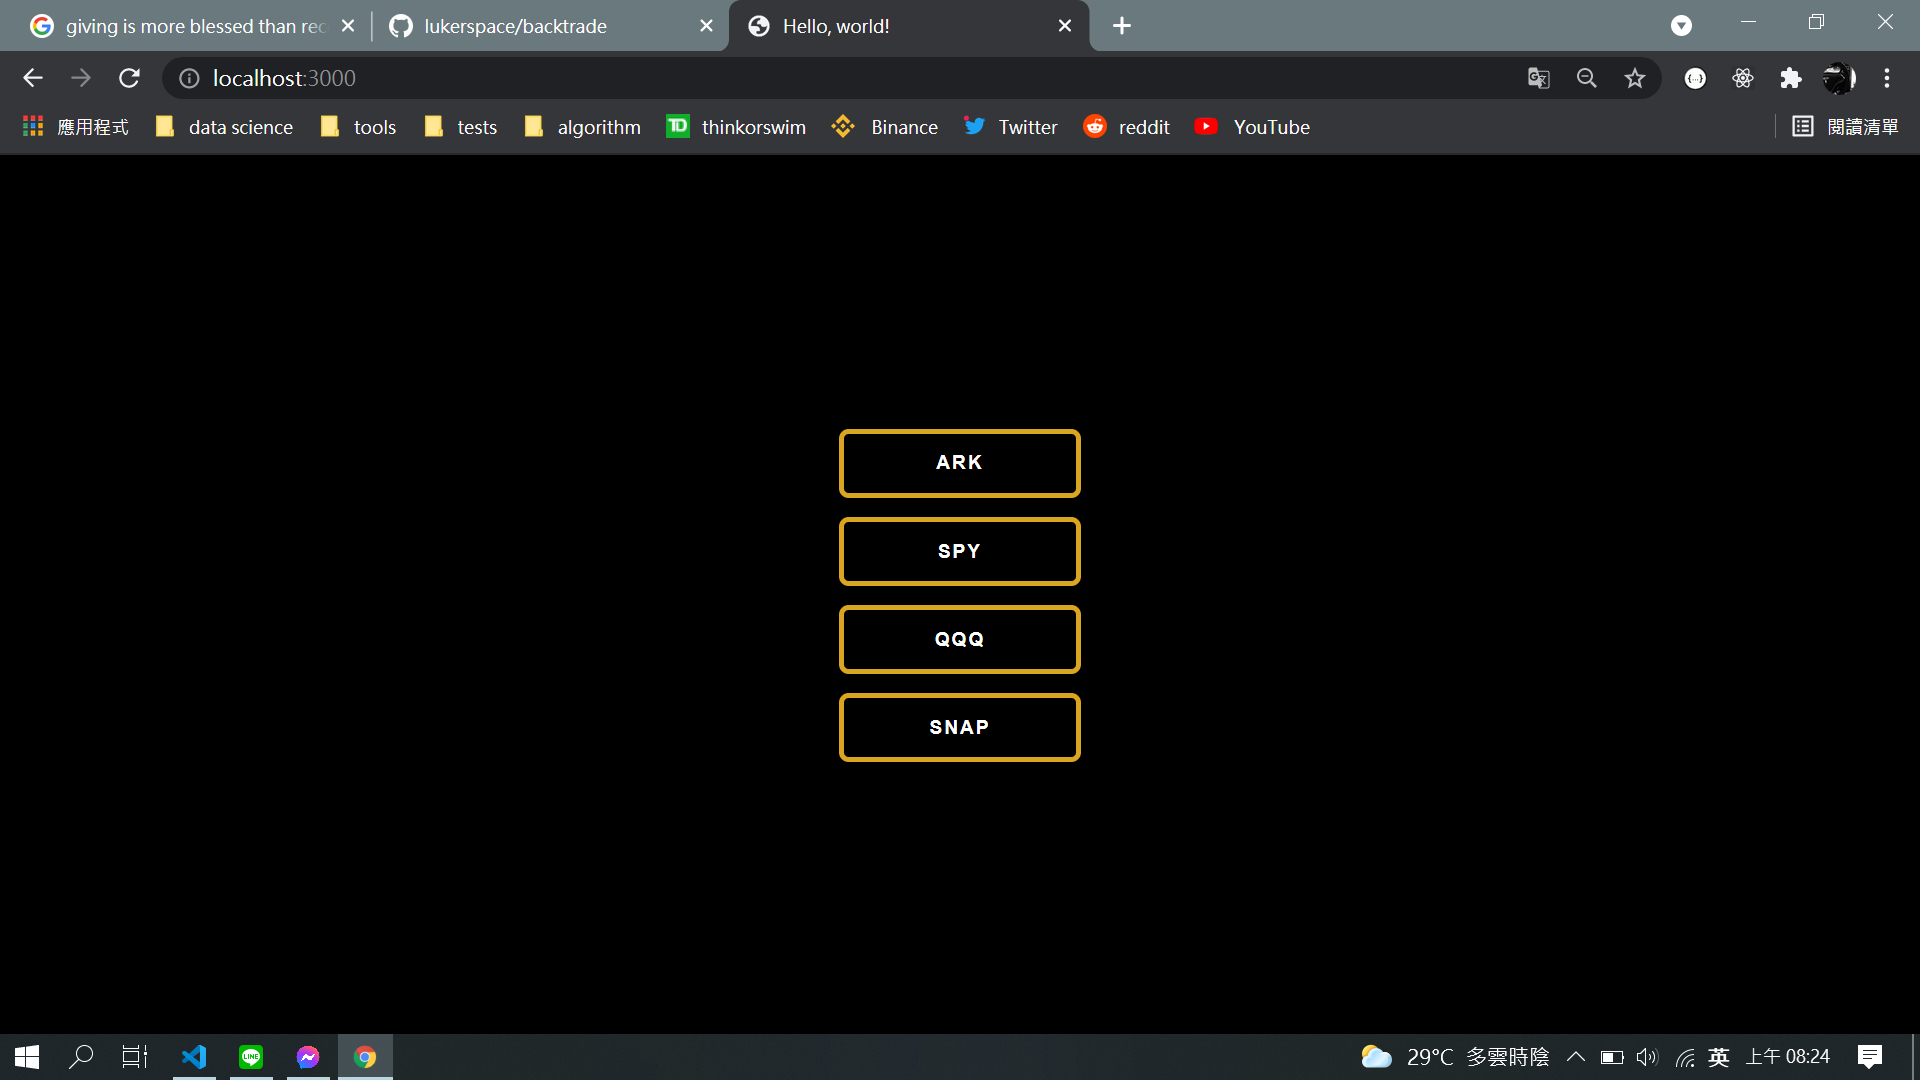 giving is more blessed than rec
lukerspace/backtrade
Hello, world!
localhost:3000
應用程式
data science
tools
tests
algorithm
TD
thinkorswim
Binance
Twitter
reddit
YouTube
閱讀清單
ARK
SPY
QQQ
SNAP
LINE
29°C 多雲時陰
英
上午 08:24